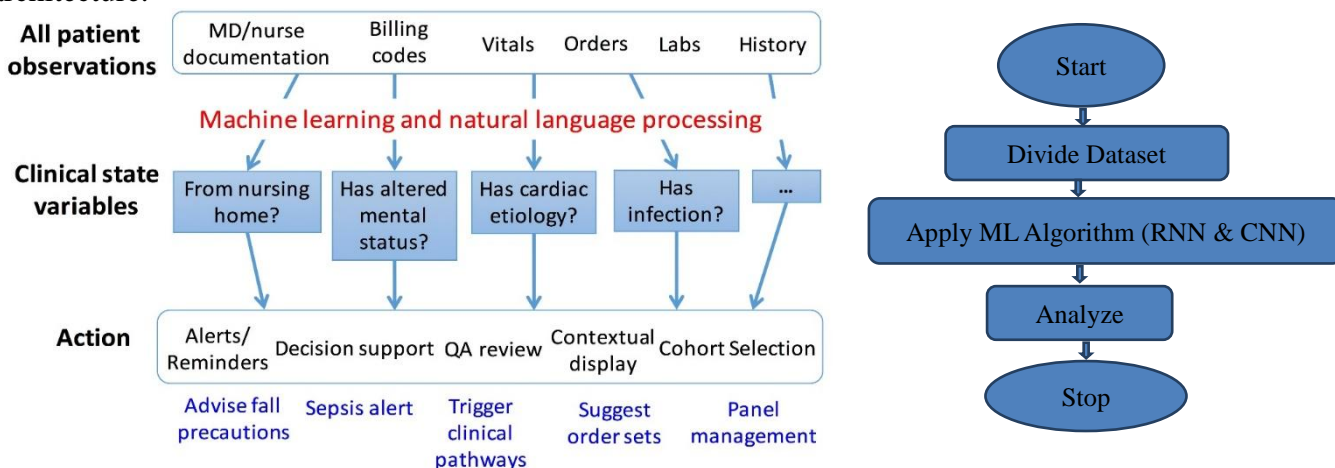 architecture.
All patient
observations
MD/nurse
documentation
Billing
codes
Vitals
Orders
Labs
History
Machine learning and natural language processing
Clinical state
variables
From nursing
home?
Has altered
mental
status?
Has cardiac
etiology?
Has
infection?
...
Action
Alerts/
Reminders
Decision support
QA review
Contextual
display
Cohort Selection
Advise fall
precautions
Sepsis alert
Trigger
clinical
pathways
Suggest
order sets
Panel
management
Start
Divide Dataset
Apply ML Algorithm (RNN & CNN)
Analyze
Stop